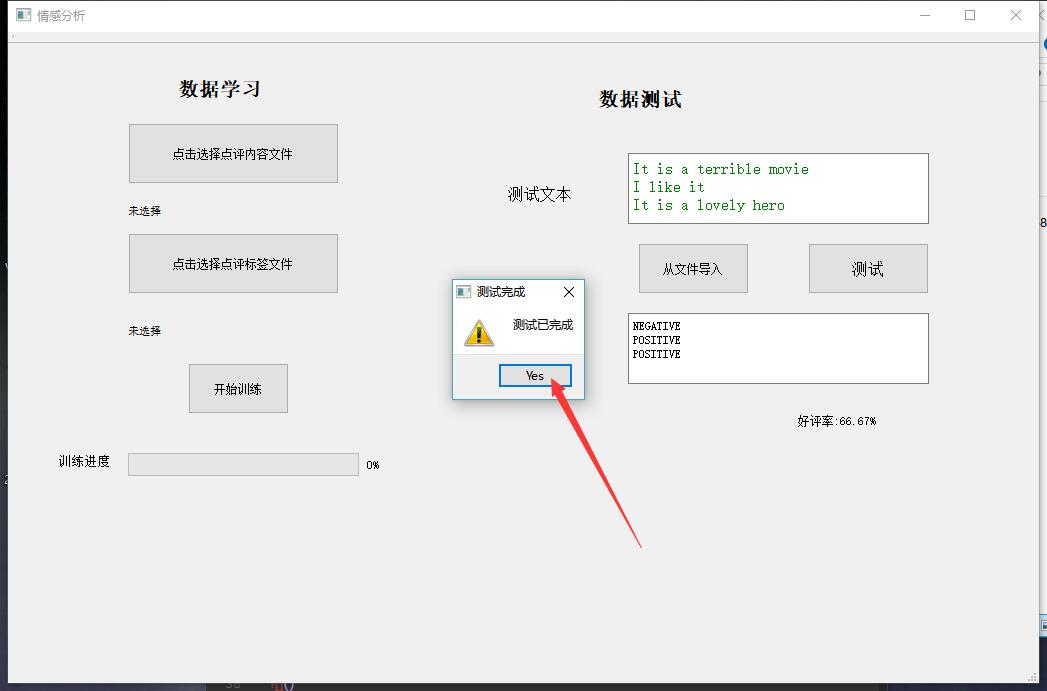 情感分析
数据学习
数据测试
点击选择点评内容文件
未选择
点击选择点评标签文件
未选择
开始训练
训练进度
0%
测试文本
It is a terrible movie
I like it
It is a lovely hero
从文件导入
测试
NEGATIVE
POSITIVE
POSITIVE
好评率:66.67%
测试完成
测试已完成
Yes